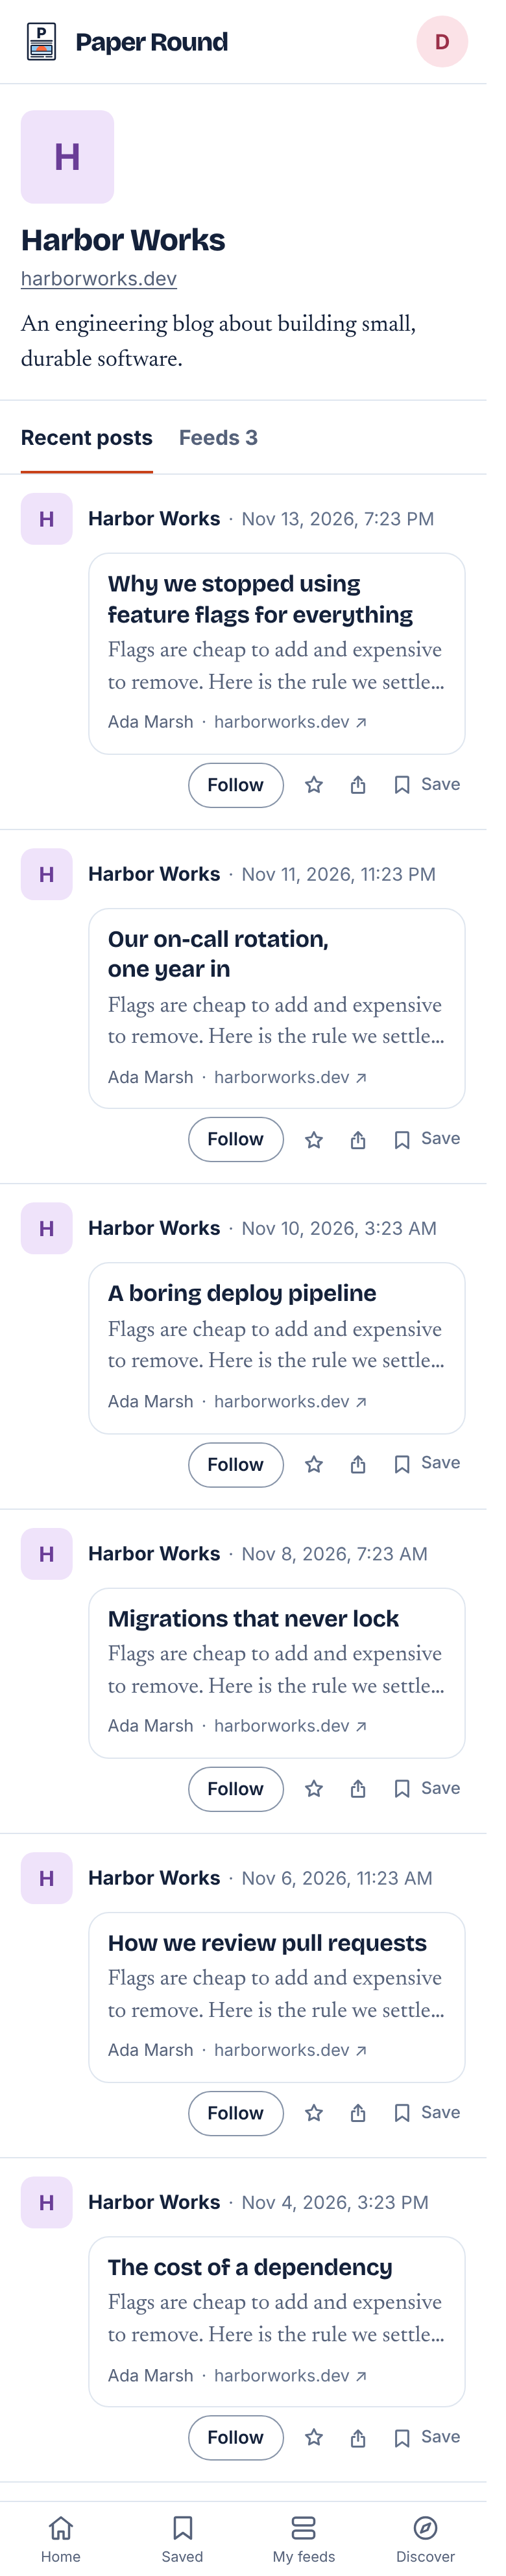 P
Paper Round
D
H
Harbor Works
harborworks.dev
An engineering blog about building small,
durable software.
Recent posts Feeds 3
H Harbor Works · Nov 13, 2026, 7:23 PM
Why we stopped using
feature flags for everything
Flags are cheap to add and expensive
to remove. Here is the rule we settle...
Ada Marsh · harborworks.dev ↗
Follow Save
H Harbor Works · Nov 11, 2026, 11:23 PM
Our on-call rotation,
one year in
Flags are cheap to add and expensive
to remove. Here is the rule we settle...
Ada Marsh · harborworks.dev ↗
Follow Save
H Harbor Works · Nov 10, 2026, 3:23 AM
A boring deploy pipeline
Flags are cheap to add and expensive
to remove. Here is the rule we settle...
Ada Marsh · harborworks.dev ↗
Follow Save
H Harbor Works · Nov 8, 2026, 7:23 AM
Migrations that never lock
Flags are cheap to add and expensive
to remove. Here is the rule we settle...
Ada Marsh · harborworks.dev ↗
Follow Save
H Harbor Works · Nov 6, 2026, 11:23 AM
How we review pull requests
Flags are cheap to add and expensive
to remove. Here is the rule we settle...
Ada Marsh · harborworks.dev ↗
Follow Save
H Harbor Works · Nov 4, 2026, 3:23 PM
The cost of a dependency
Flags are cheap to add and expensive
to remove. Here is the rule we settle...
Ada Marsh · harborworks.dev ↗
Follow Save
Home Saved My feeds Discover